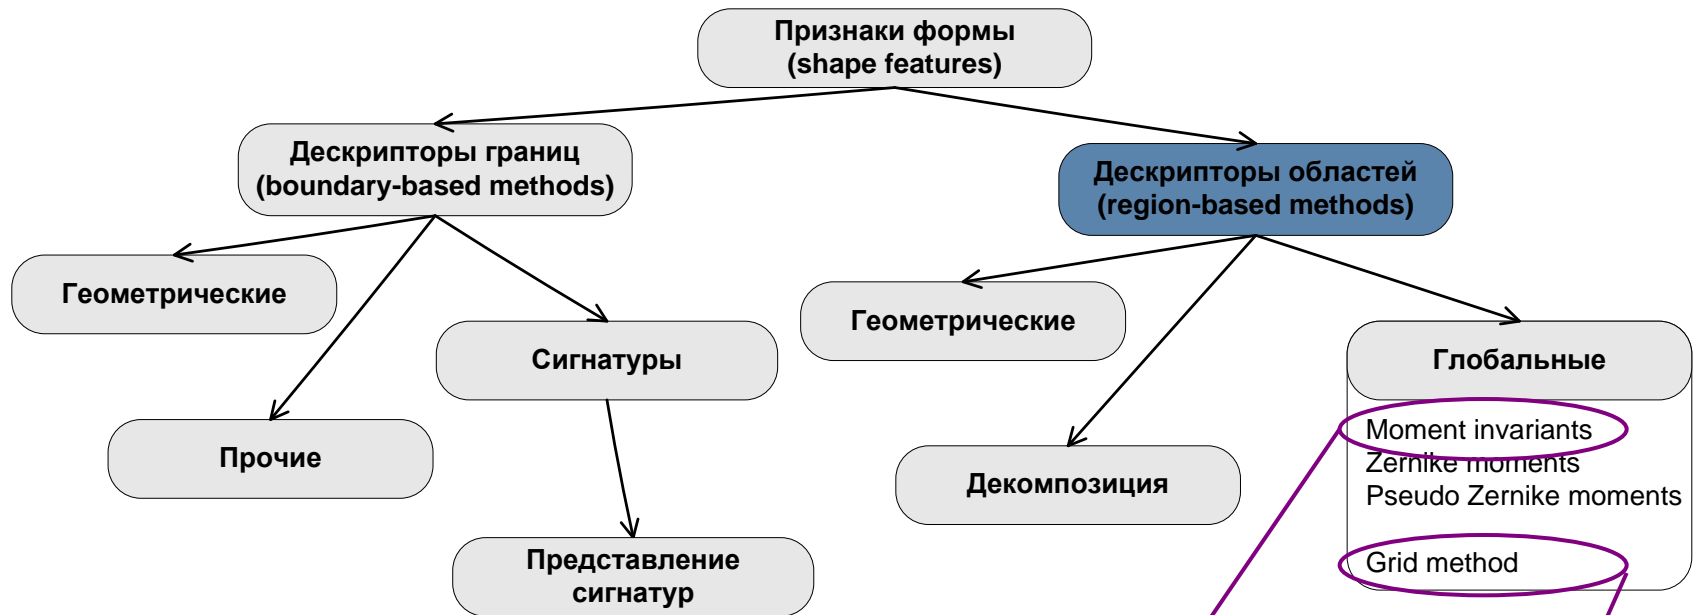 Признаки формы
(shape features)
Дескрипторы границ
(boundary-based methods)
Дескрипторы областей
(region-based methods)
Геометрические
Прочие
Сигнатуры
Представление
сигнатур
Геометрические
Декомпозиция
Глобальные
Moment invariants
Zernike moments
Pseudo Zernike moments
Grid method